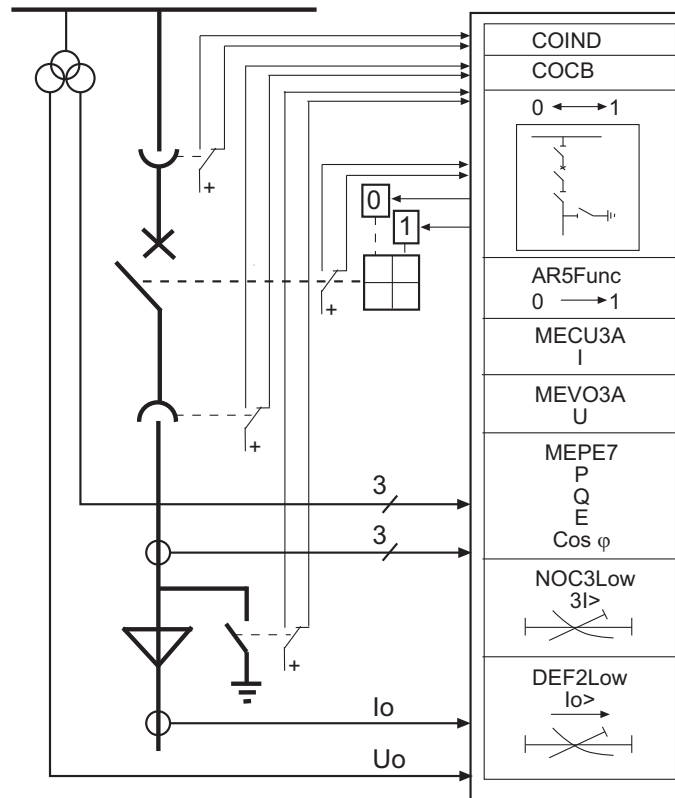 COIND
COCB
0 1
0
1
+
+
+
+
AR5Func
0 1
MECU3A
I
MEVO3A
U
MEPE7
P
Q
E
Cos φ
3
3
NOC3Low
3I>
DEF2Low
Io>
Io
Uo